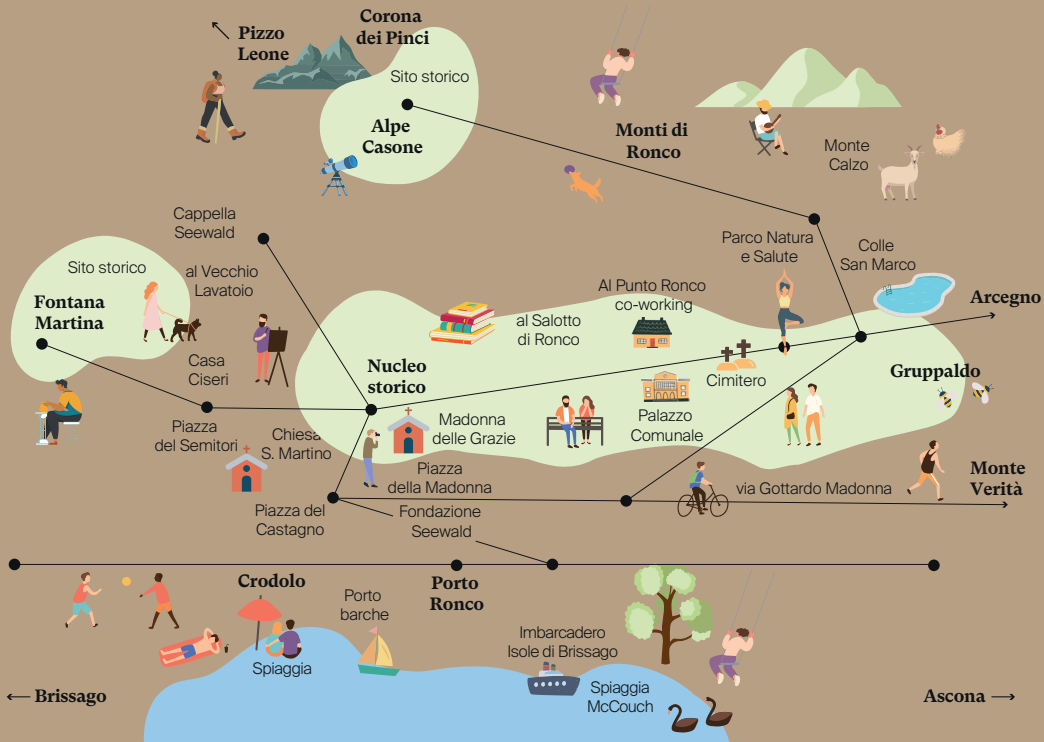 Corona
dei Pinci
Pizzo
Leone
Sito storico
Alpe
Casone
Monti di
Ronco
Monte
Calzo
Cappella
Seewald
Parco Natura
e Salute
Colle
San Marco
Sito storico
al Vecchio
Lavatoio
Fontana
Martina
Al Punto Ronco
co-working
Arcegno
al Salotto
di Ronco
Casa
Ciseri
Nucleo
storico
Cimitero
Gruppaldo
Piazza
del Semitori
Chiesa
S. Martino
Madonna
delle Grazie
Palazzo
Comunale
Piazza
della Madonna
via Gottardo Madonna
Monte
Verità
Piazza del
Castagno
Fondazione
Seewald
Crodolo
Porto
Ronco
Porto
barche
Spiaggia
Imbarcadero
Isole di Brissago
Spiaggia
McCouch
← Brissago
Ascona →